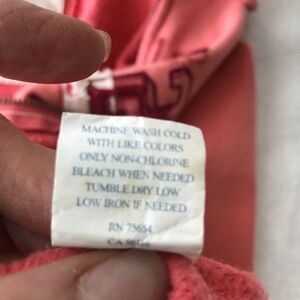 MACHINE WASH COLD
WITH LIKE COLORS
ONLY NON-CHLORINE
BLEACH WHEN NEEDED
TUMBLE DRY LOW
LOW IRON IF NEEDED
RN 75654
CA